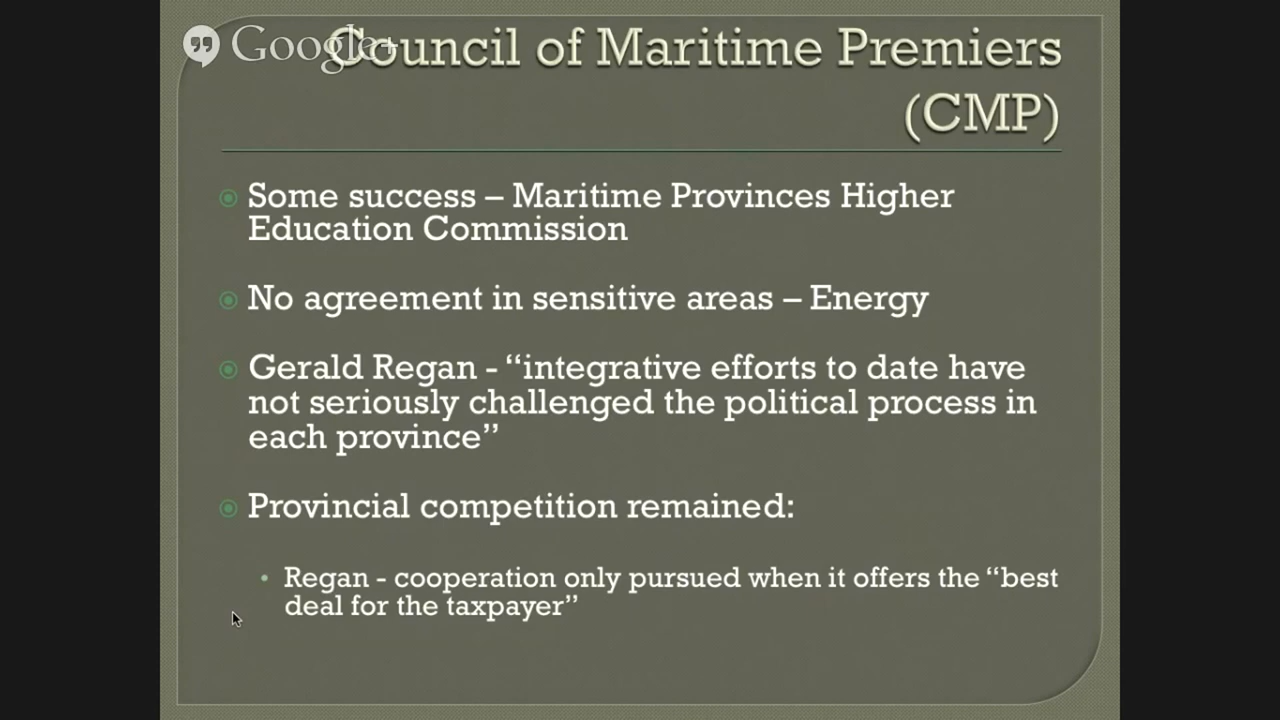 Google+
Council of Maritime Premiers
(CMP)
Some success – Maritime Provinces Higher
Education Commission
No agreement in sensitive areas – Energy
Gerald Regan - “integrative efforts to date have
not seriously challenged the political process in
each province”
Provincial competition remained:
Regan - cooperation only pursued when it offers the “best
deal for the taxpayer”